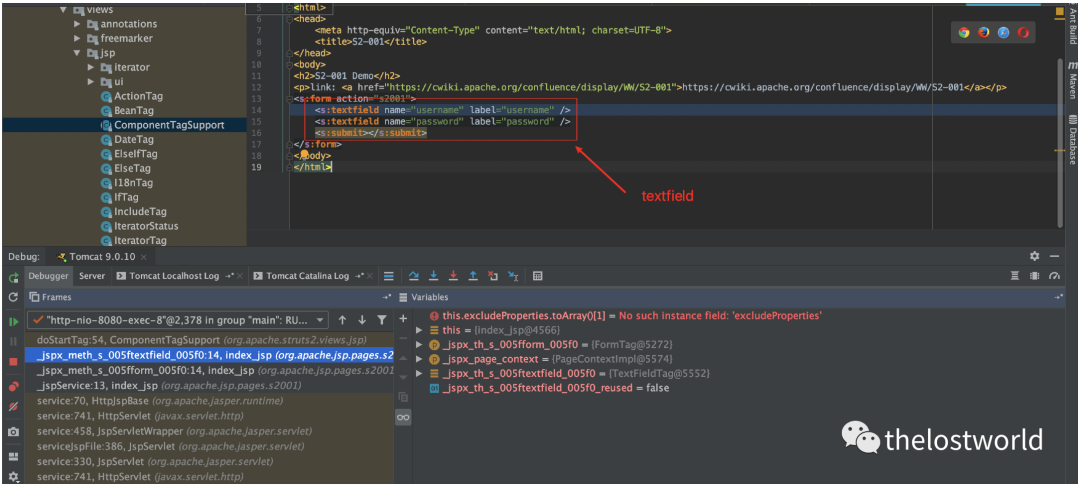 views
annotations
freemarker
jsp
iterator
ui
ActionTag
BeanTag
ComponentTagSupport
DateTag
ElseIfTag
ElseTag
I18nTag
IfTag
IncludeTag
IteratorStatus
IteratorTag
5 <html>
6 <head>
7 <meta http-equiv="Content-Type" content="text/html; charset=UTF-8">
8 <title>S2-001</title>
9 </head>
10 <body>
11 <h2>S2-001 Demo</h2>
12 <p>link: <a href="https://cwiki.apache.org/confluence/display/WW/S2-001">https://cwiki.apache.org/confluence/display/WW/S2-001</a></p>
13 <s:form action="s2001">
14 <s:textfield name="username" label="username" />
15 <s:textfield name="password" label="password" />
16 <s:submit></s:submit>
17 </s:form>
18 </body>
19 </html>
textfield
Ant Build
Maven
Database
Debug: Tomcat 9.0.10
Debugger Server Tomcat Localhost Log Tomcat Catalina Log
Frames
"http-nio-8080-exec-8"@2,378 in group "main": RU...
doStartTag:54, ComponentTagSupport (org.apache.struts2.views.jsp)
_jspx_meth_s_005ftextfield_005f0:14, index_jsp (org.apache.jsp.pages.s2
_jspx_meth_s_005fform_005f0:14, index_jsp (org.apache.jsp.pages.s2001
_jspService:13, index_jsp (org.apache.jsp.pages.s2001)
service:70, HttpJspBase (org.apache.jasper.runtime)
service:741, HttpServlet (javax.servlet.http)
service:458, JspServletWrapper (org.apache.jasper.servlet)
serviceJspFile:386, JspServlet (org.apache.jasper.servlet)
service:330, JspServlet (org.apache.jasper.servlet)
service:741, HttpServlet (javax.servlet.http)
Variables
this.excludeProperties.toArray()[1] = No such instance field: 'excludeProperties'
this = {index_jsp@4566}
_jspx_th_s_005fform_005f0 = {FormTag@5272}
_jspx_page_context = {PageContextImpl@5574}
_jspx_th_s_005ftextfield_005f0 = {TextFieldTag@5552}
_jspx_th_s_005ftextfield_005f0_reused = false
thelostworld